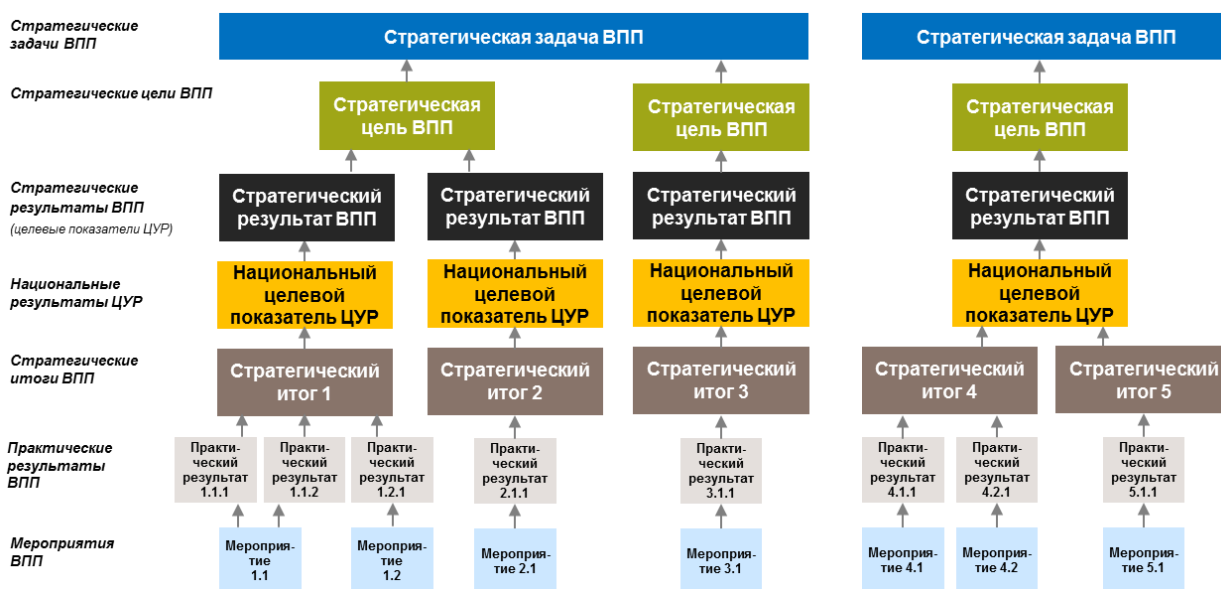 Стратегические
задачи ВПП
Стратегическая задача ВПП
Стратегическая задача ВПП
Стратегические цели ВПП
Стратегическая
цель ВПП
Стратегическая
цель ВПП
Стратегическая
цель ВПП
Стратегические
результаты ВПП
(целевые показатели ЦУР)
Стратегический
результат ВПП
Стратегический
результат ВПП
Стратегический
результат ВПП
Стратегический
результат ВПП
Национальные
результаты ЦУР
Национальный
целевой
показатель ЦУР
Национальный
целевой
показатель ЦУР
Национальный
целевой
показатель ЦУР
Национальный
целевой
показатель ЦУР
Стратегические
итоги ВПП
Стратегический
итог 1
Стратегический
итог 2
Стратегический
итог 3
Стратегический
итог 4
Стратегический
итог 5
Практические
результаты
ВПП
Практи-
ческий
результат
1.1.1
Практи-
ческий
результат
1.1.2
Практи-
ческий
результат
1.2.1
Практи-
ческий
результат
2.1.1
Практи-
ческий
результат
3.1.1
Практи-
ческий
результат
4.1.1
Практи-
ческий
результат
4.2.1
Практи-
ческий
результат
5.1.1
Мероприятия
ВПП
Мероприя-
тие
1.1
Мероприя-
тие
1.2
Мероприя-
тие 2.1
Мероприя-
тие 3.1
Мероприя-
тие 4.1
Мероприя-
тие 4.2
Мероприя-
тие 5.1